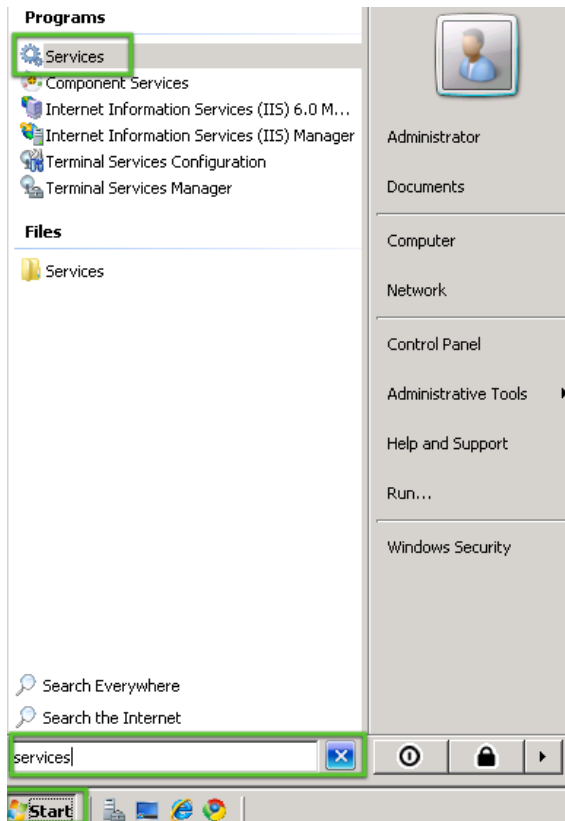 Programs
Services
Component Services
Internet Information Services (IIS) 6.0 M...
Internet Information Services (IIS) Manager
Terminal Services Configuration
Terminal Services Manager
Files
Services
Search Everywhere
Search the Internet
services
Start
Administrator
Documents
Computer
Network
Control Panel
Administrative Tools
Help and Support
Run...
Windows Security